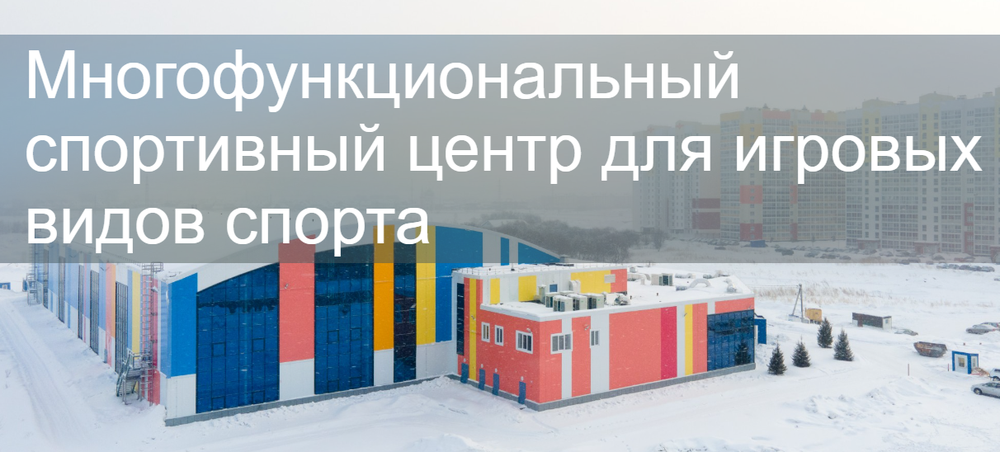 Многофункциональный
спортивный центр для игровых
видов спорта